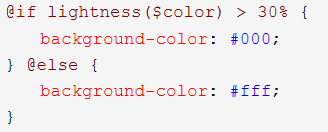 @if lightness($color) > 30% {
   background-color: #000;
} @else {
   background-color: #fff;
}